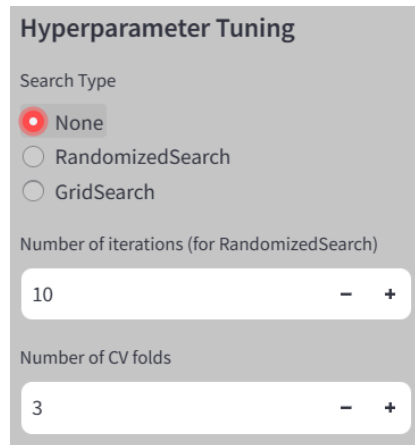 Hyperparameter Tuning
Search Type
None
RandomizedSearch
GridSearch
Number of iterations (for RandomizedSearch)
10 − +
Number of CV folds
3 − +